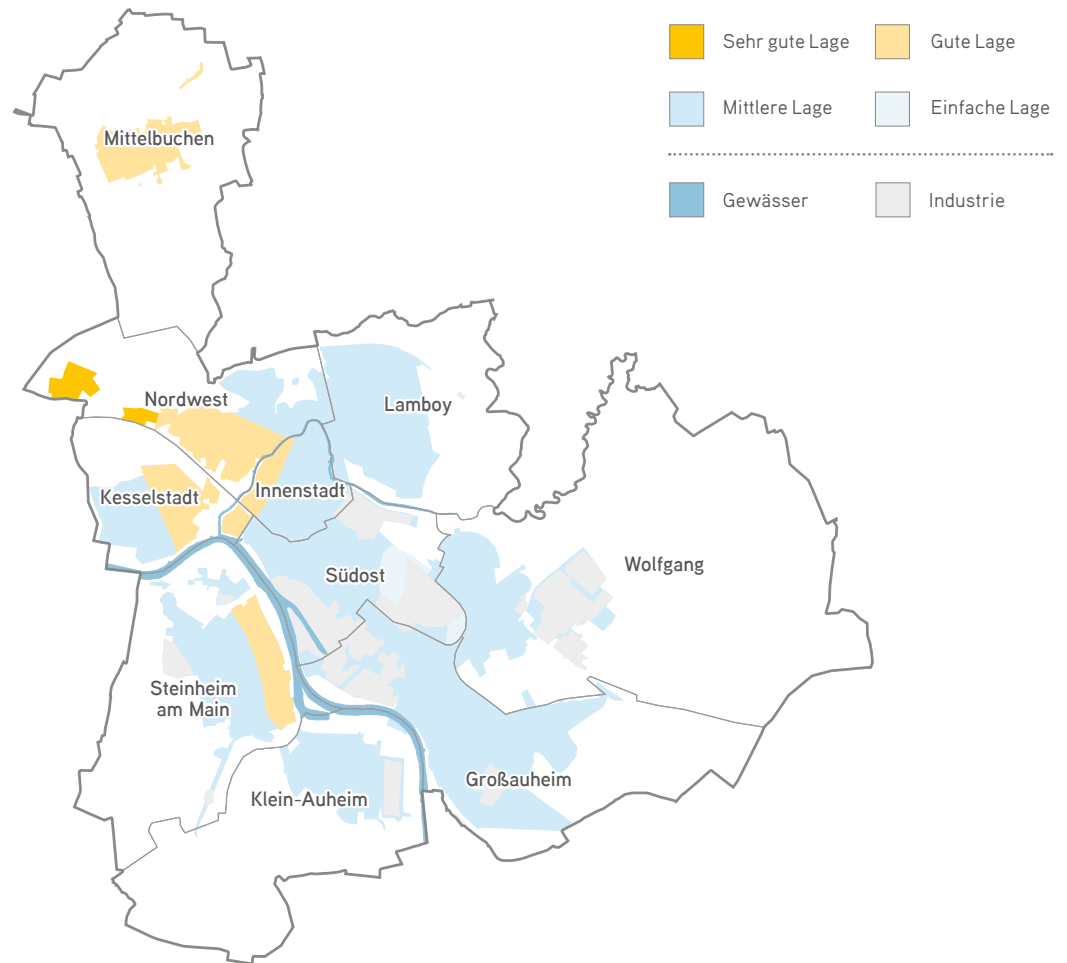 Sehr gute Lage
Gute Lage
Mittlere Lage
Einfache Lage
Gewässer
Industrie
Mittelbuchen
Nordwest
Lamboy
Kesselstadt
Innenstadt
Südost
Wolfgang
Steinheim
am Main
Großauheim
Klein-Auheim